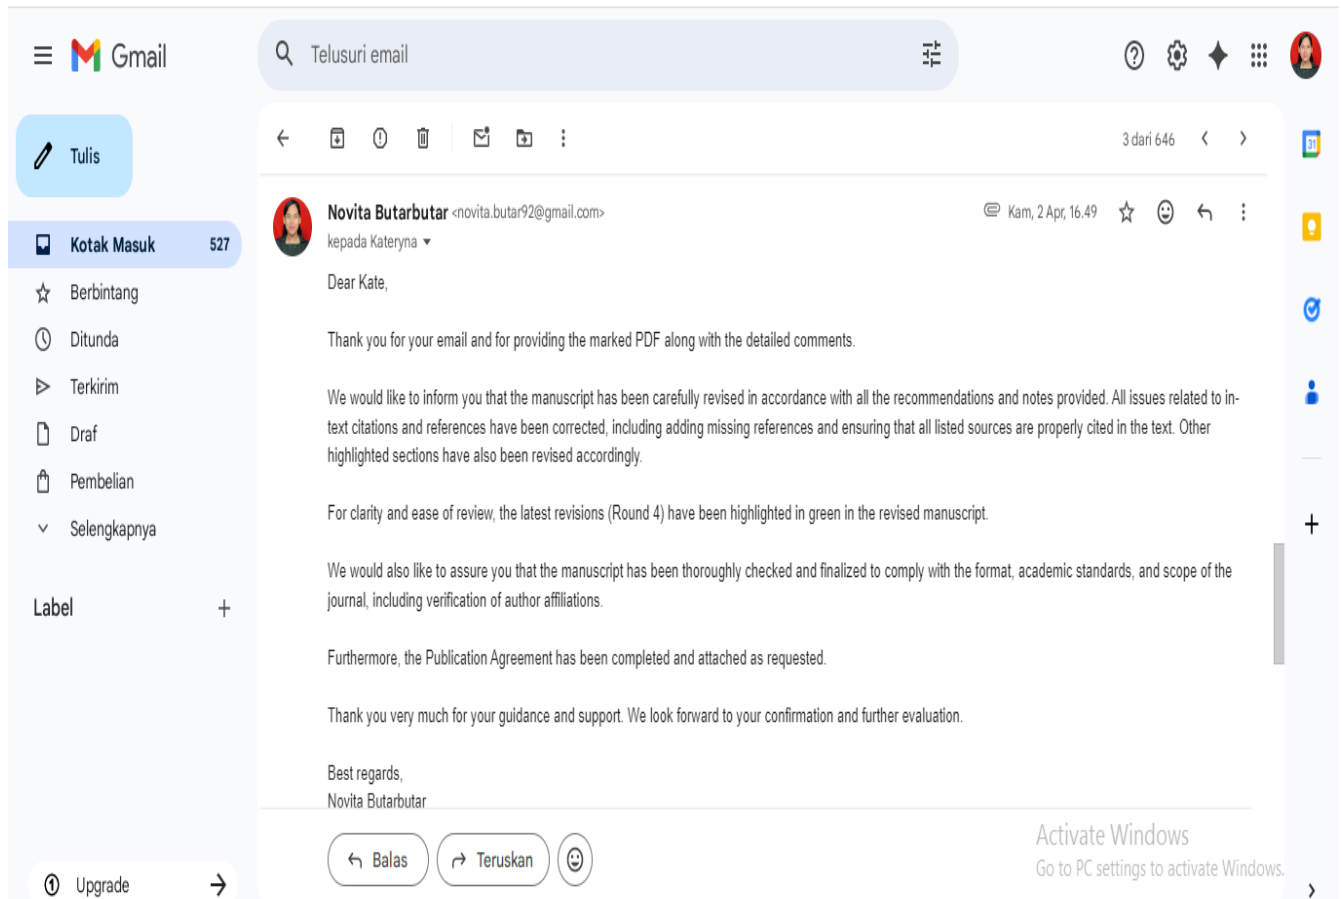 Gmail
Telusuri email
Tulis
3 dari 646
Kotak Masuk 527
Berbintang
Ditunda
Terkirim
Draf
Pembelian
Selengkapnya
Label
Upgrade
31
Novita Butarbutar <novita.butar92@gmail.com>
Kam, 2 Apr, 16.49
kepada Kateryna
Dear Kate,
Thank you for your email and for providing the marked PDF along with the detailed comments.
We would like to inform you that the manuscript has been carefully revised in accordance with all the recommendations and notes provided. All issues related to in-
text citations and references have been corrected, including adding missing references and ensuring that all listed sources are properly cited in the text. Other
highlighted sections have also been revised accordingly.
For clarity and ease of review, the latest revisions (Round 4) have been highlighted in green in the revised manuscript.
We would also like to assure you that the manuscript has been thoroughly checked and finalized to comply with the format, academic standards, and scope of the
journal, including verification of author affiliations.
Furthermore, the Publication Agreement has been completed and attached as requested.
Thank you very much for your guidance and support. We look forward to your confirmation and further evaluation.
Best regards,
Novita Butarbutar
Balas
Teruskan
Activate Windows
Go to PC settings to activate Windows.